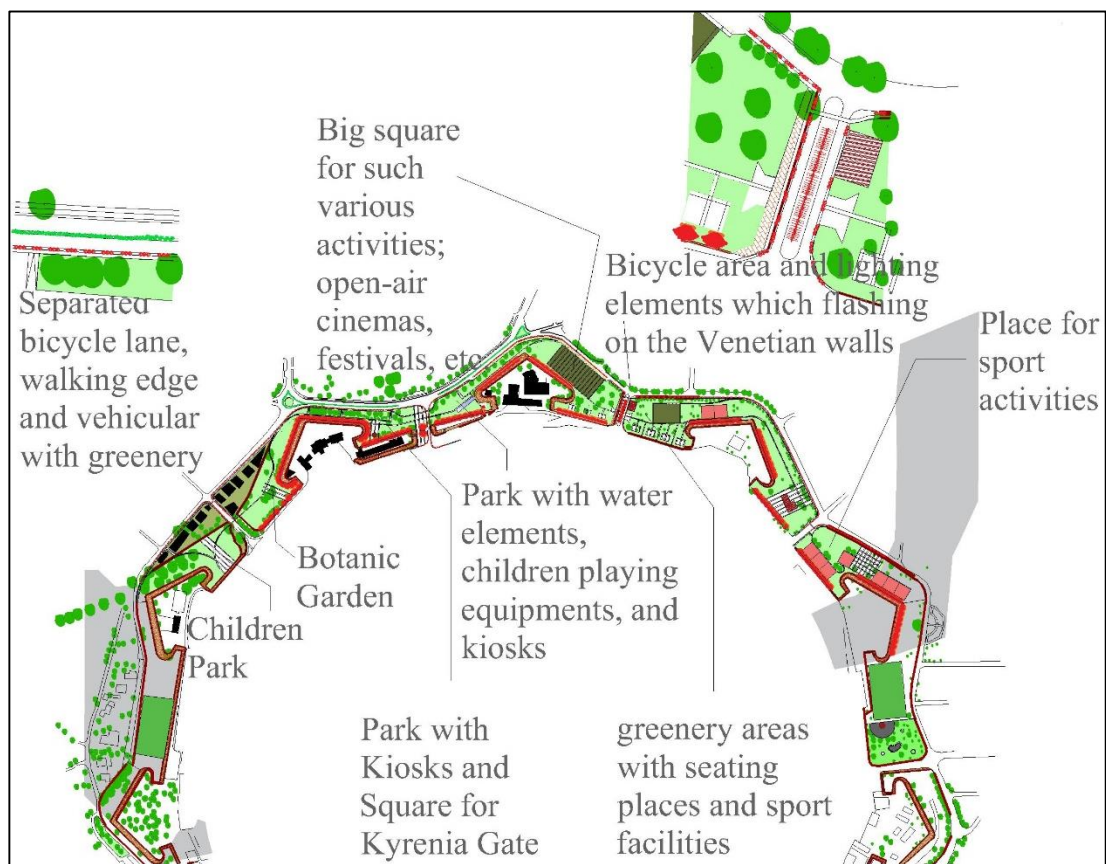 Big square
for such
various
activities;
open-air
cinemas,
festivals, etc
Separated
bicycle lane,
walking edge
and vehicular
with greenery
Bicycle area and lighting
elements which flashing
on the Venetian walls
Place for
sport
activities
Botanic
Garden
Children
Park
Park with water
elements,
children playing
equipments, and
kiosks
Park with
Kiosks and
Square for
Kyrenia Gate
greenery areas
with seating
places and sport
facilities